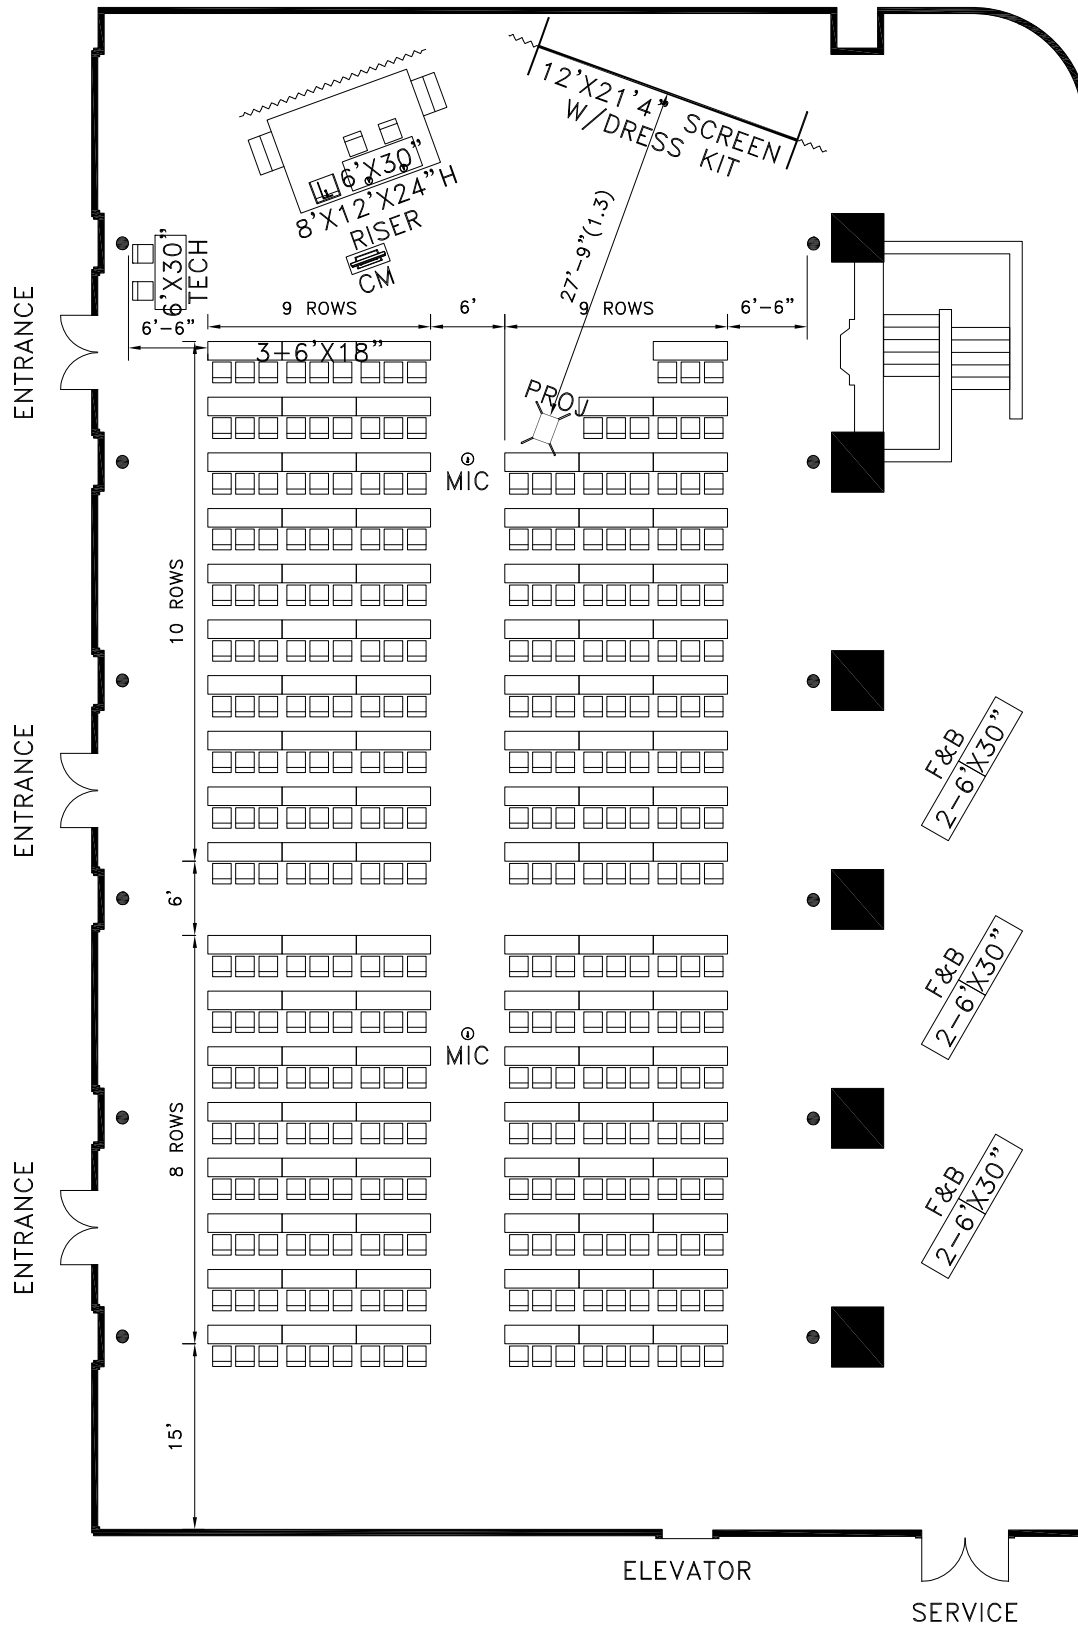 12'X21'4" SCREEN
W/DRESS KIT
6'X30"
8'X12'X24"H
RISER
CM
27'-9"(1.3)
6'X30"
TECH
9 ROWS
6'
9 ROWS
6'-6"
6'-6"
3+6'X18"
PROJ
MIC
ENTRANCE
10 ROWS
F&B
2-6'X30"
ENTRANCE
6'
F&B
2-6'X30"
MIC
8 ROWS
F&B
2-6'X30"
ENTRANCE
15'
ELEVATOR
SERVICE